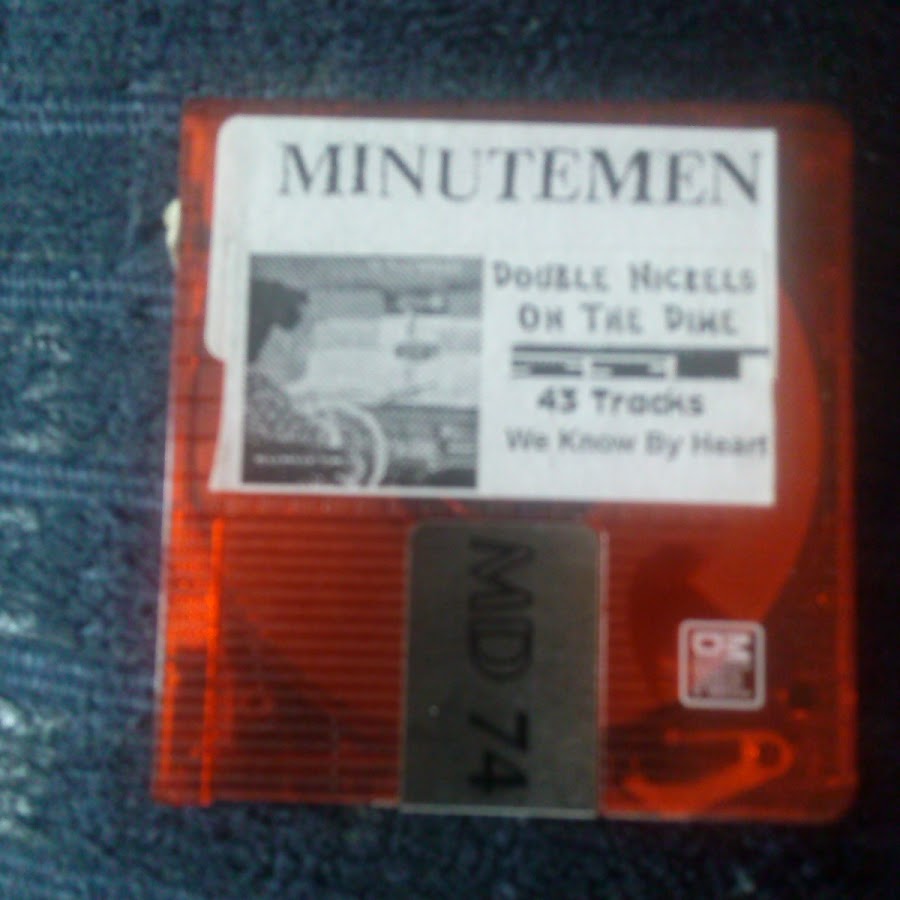 MINUTEMEN
DOUBLE NICKELS
ON THE DIME
43 Tracks
We Know By Heart
MD 74